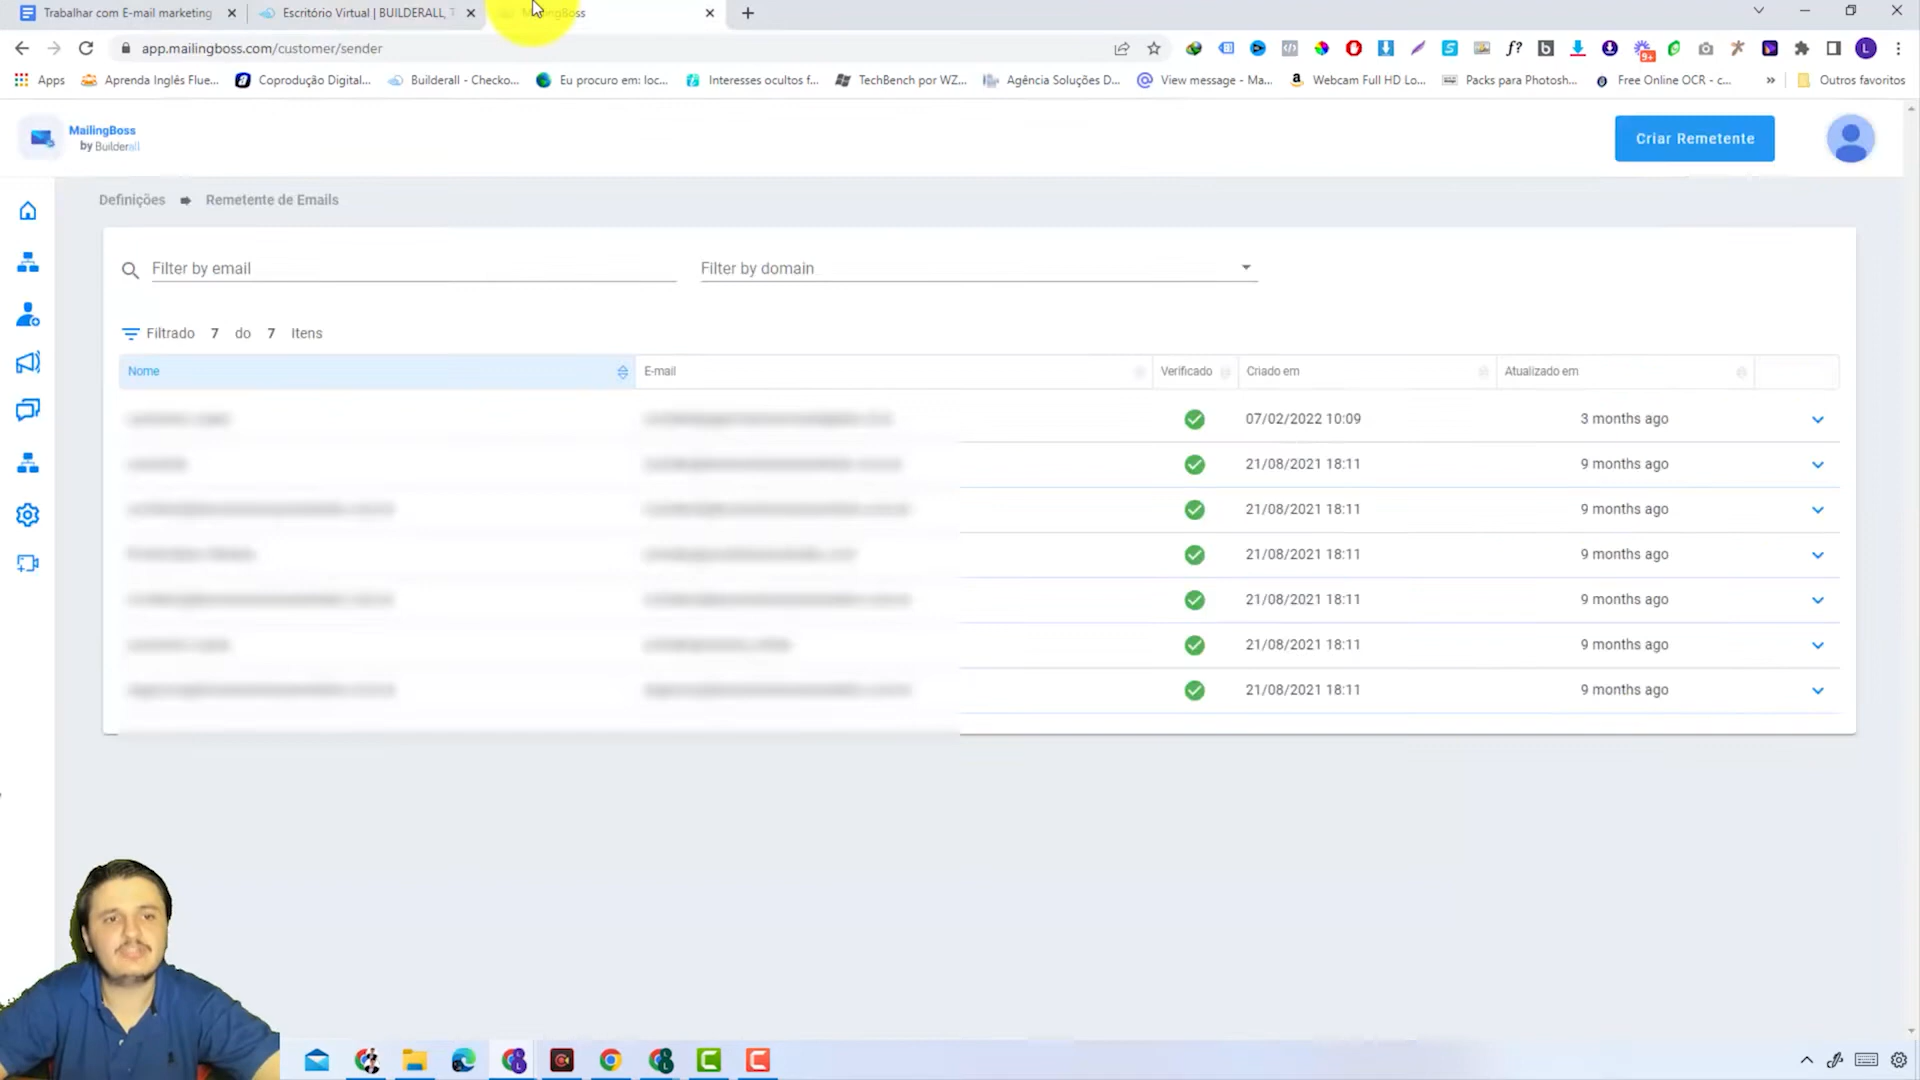 Trabalhar com E-mail marketing
Escritório Virtual | BUILDERALL, T
MailingBoss
app.mailingboss.com/customer/sender
Apps
Aprenda Inglês Flue...
Coprodução Digital...
Builderall - Checko...
Eu procuro em: loc...
Interesses ocultos f...
TechBench por WZ...
Agência Soluções D...
View message - Ma...
Webcam Full HD Lo...
Packs para Photosh...
Free Online OCR - c...
»
Outros favoritos
MailingBoss
by Builderall
Criar Remetente
Definições
Remetente de Emails
Filter by email
Filter by domain
Filtrado 7 do 7 Itens
Nome
E-mail
Verificado
Criado em
Atualizado em
07/02/2022 10:09
3 months ago
21/08/2021 18:11
9 months ago
21/08/2021 18:11
9 months ago
21/08/2021 18:11
9 months ago
21/08/2021 18:11
9 months ago
21/08/2021 18:11
9 months ago
21/08/2021 18:11
9 months ago